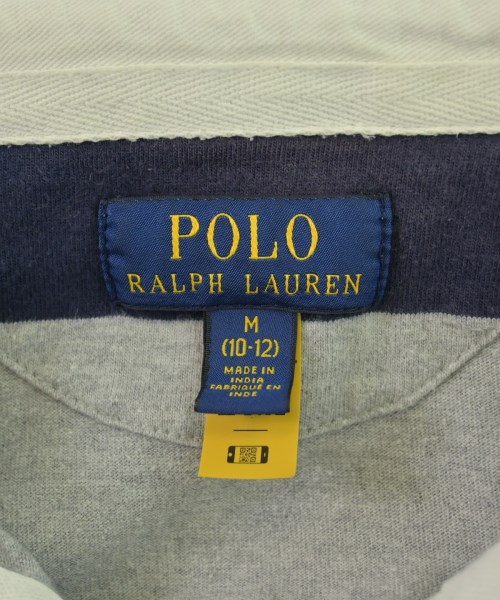 POLO
RALPH LAUREN
M
(10-12)
MADE IN
INDIA
FABRIQUÉ EN
INDE